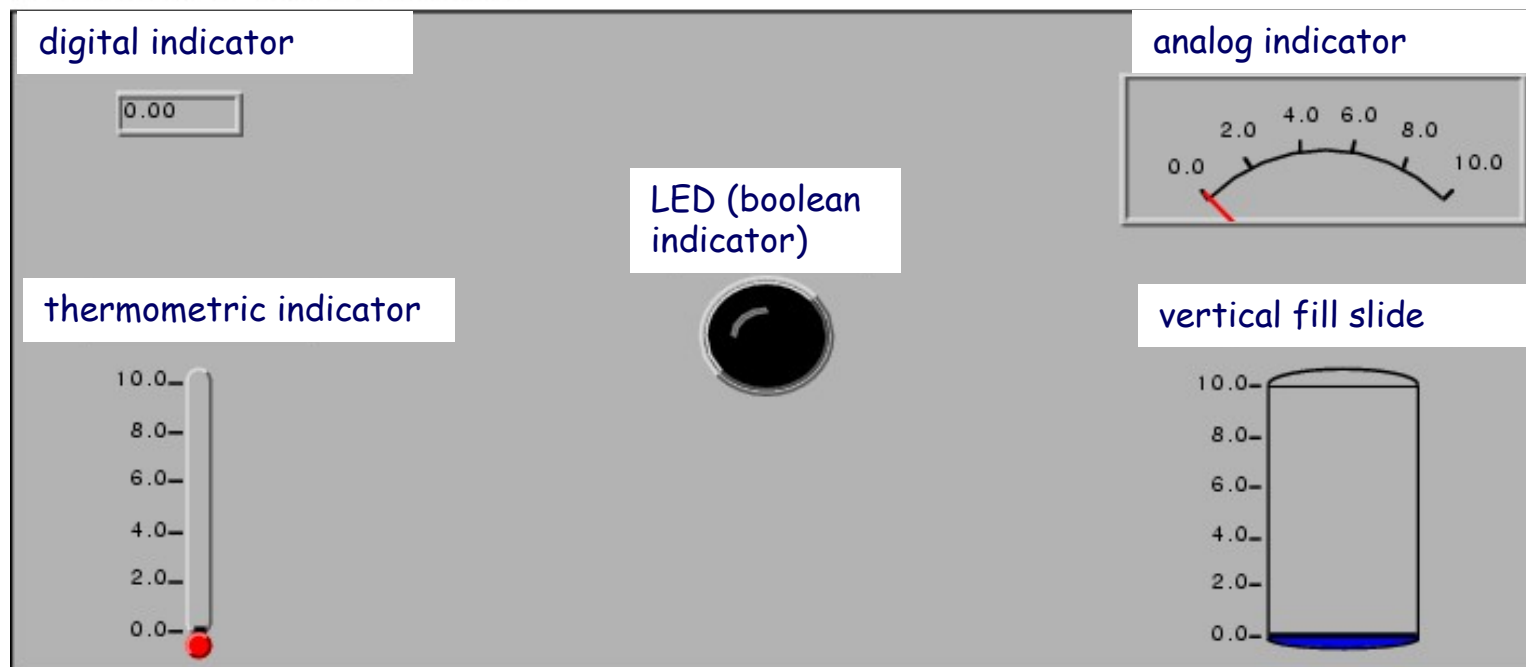 digital indicator
0.00
analog indicator
0.0 2.0 4.0 6.0 8.0 10.0
LED (boolean
indicator)
thermometric indicator
10.0
8.0
6.0
4.0
2.0
0.0
vertical fill slide
10.0
8.0
6.0
4.0
2.0
0.0